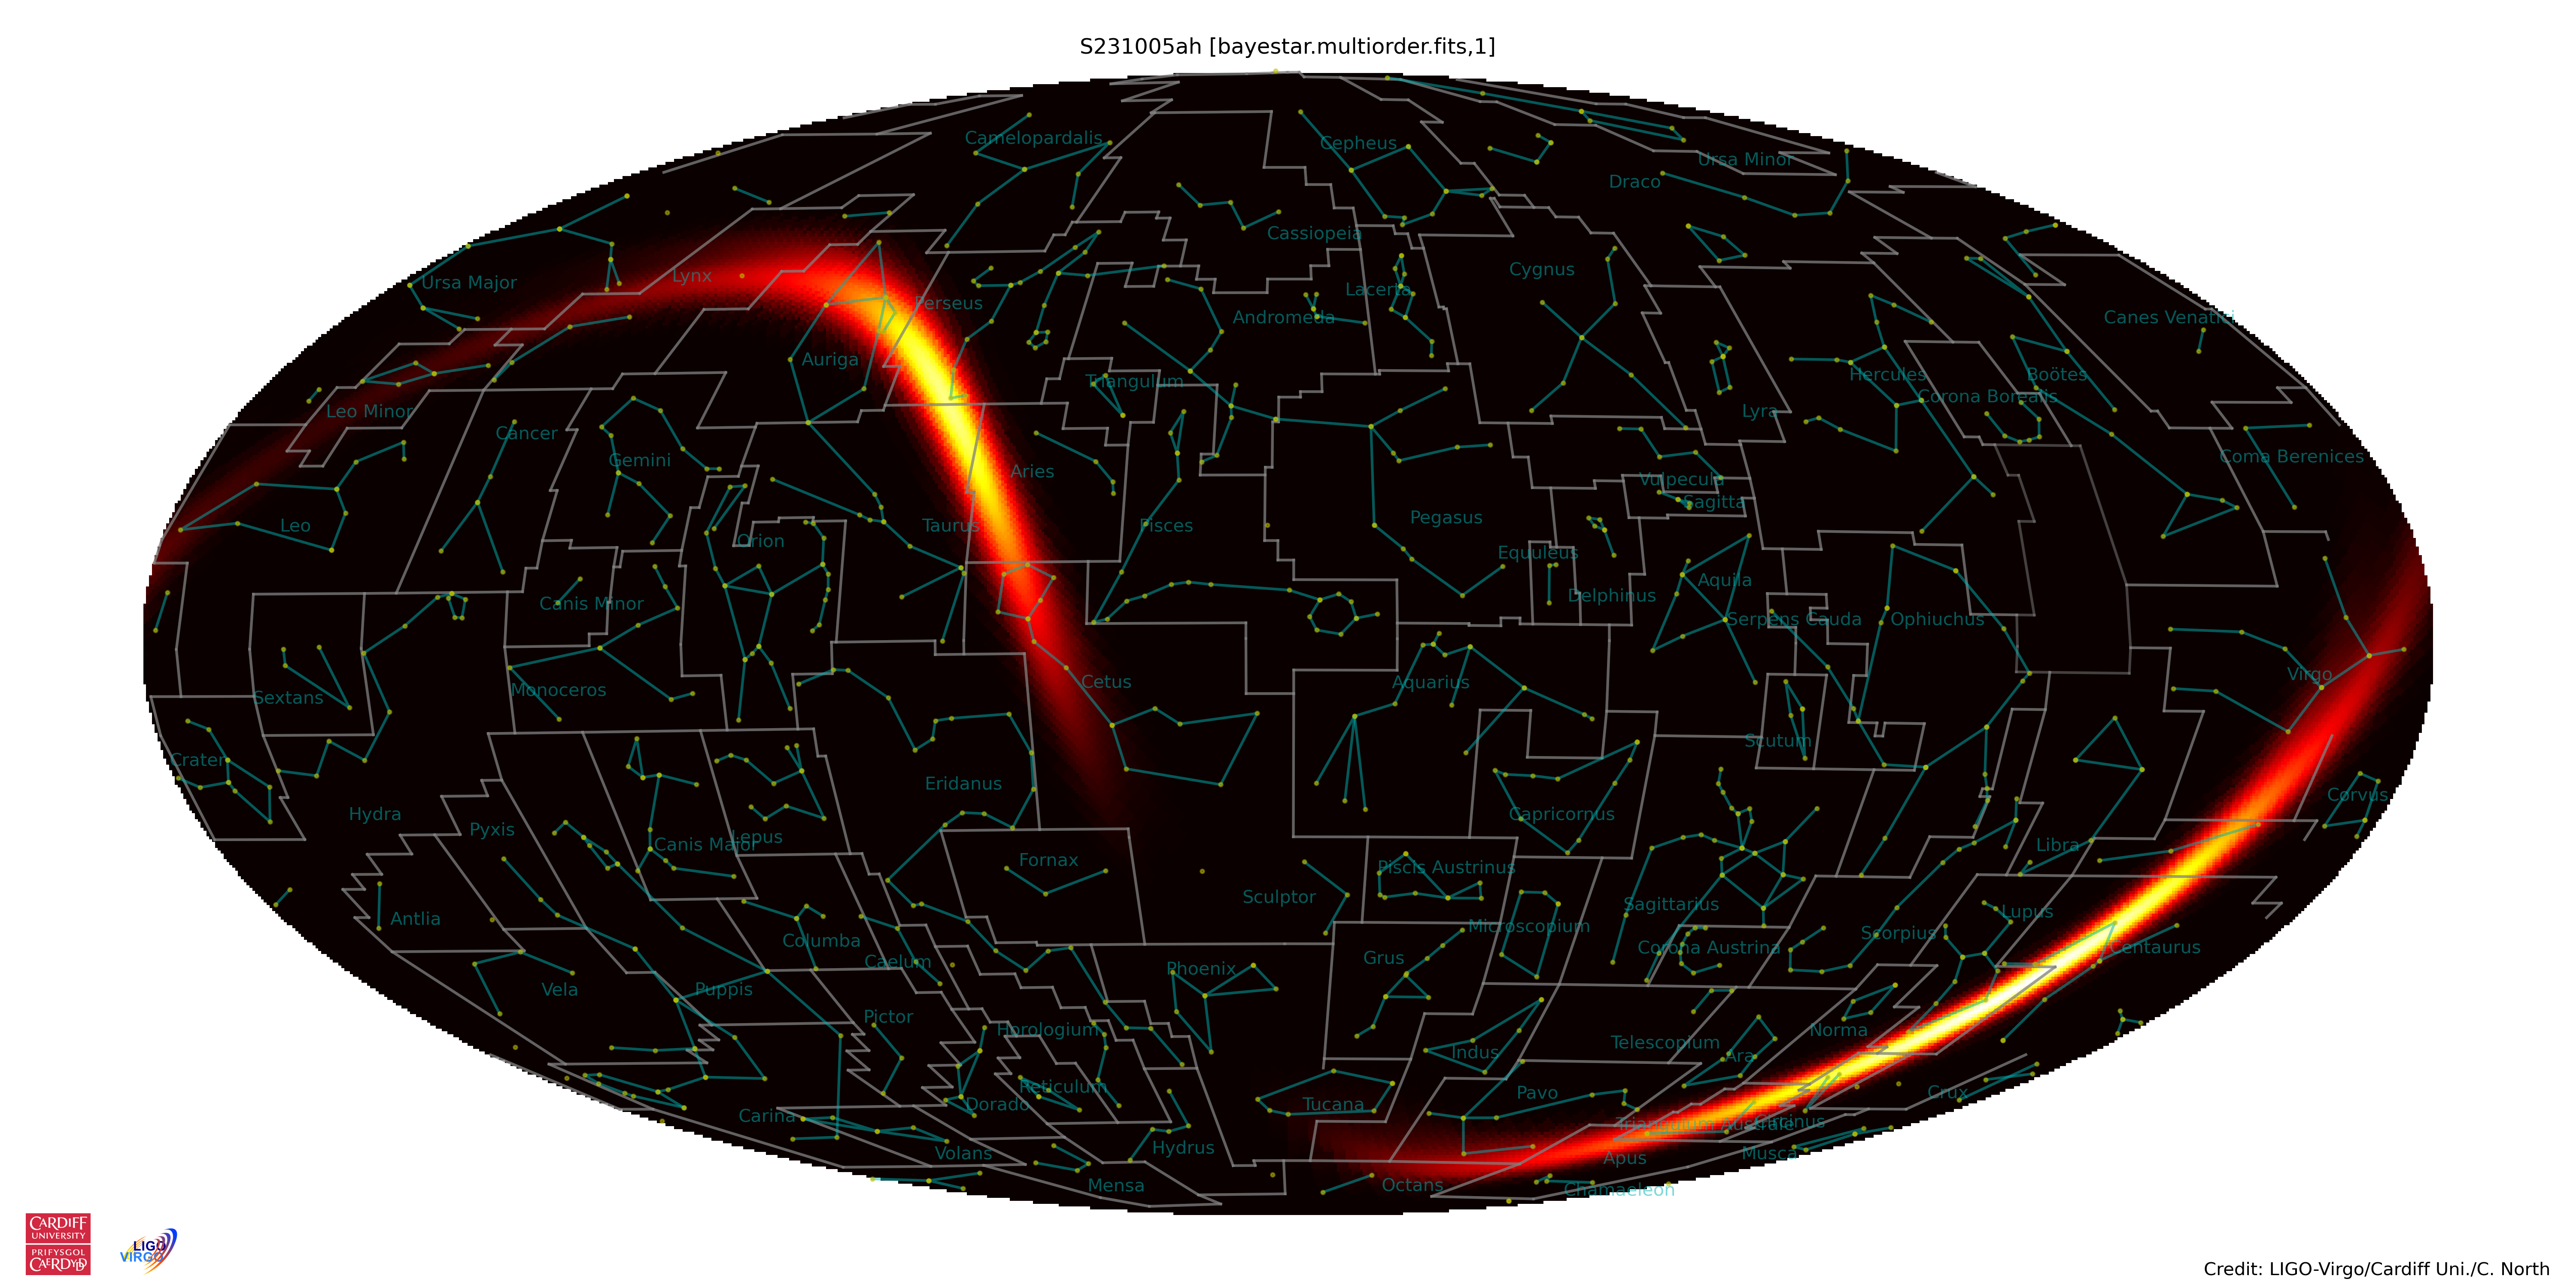 S231005ah [bayestar.multiorder.fits,1]
Camelopardalis
Cepheus
Ursa Minor
Draco
Cassiopeia
Cygnus
Lynx
Ursa Major
Lacerta
Perseus
Andromeda
Canes Venatici
Auriga
Triangulum
Hercules
Boötes
Corona Borealis
Leo Minor
Lyra
Cancer
Gemini
Aries
Coma Berenices
Vulpecula
Sagitta
Pegasus
Leo
Taurus
Pisces
Orion
Equuleus
Aquila
Delphinus
Canis Minor
Serpens Cauda
Ophiuchus
Virgo
Cetus
Aquarius
Monoceros
Sextans
Scutum
Crater
Eridanus
Corvus
Hydra
Capricornus
Pyxis
Lepus
Canis Major
Libra
Fornax
Piscis Austrinus
Sculptor
Sagittarius
Lupus
Antlia
Microscopium
Scorpius
Columba
Corona Austrina
Centaurus
Grus
Caelum
Phoenix
Vela
Puppis
Pictor
Horologium
Norma
Telescopium
Indus
Ara
Reticulum
Pavo
Crux
Dorado
Tucana
Carina
Circinus
Triangulum Australe
Hydrus
Volans
Musca
Apus
Mensa
Octans
Chamaeleon
CARDIFF
UNIVERSITY
PRIFYSGOL
CAERDYDD
LIGO
VIRGO
Credit: LIGO-Virgo/Cardiff Uni./C. North